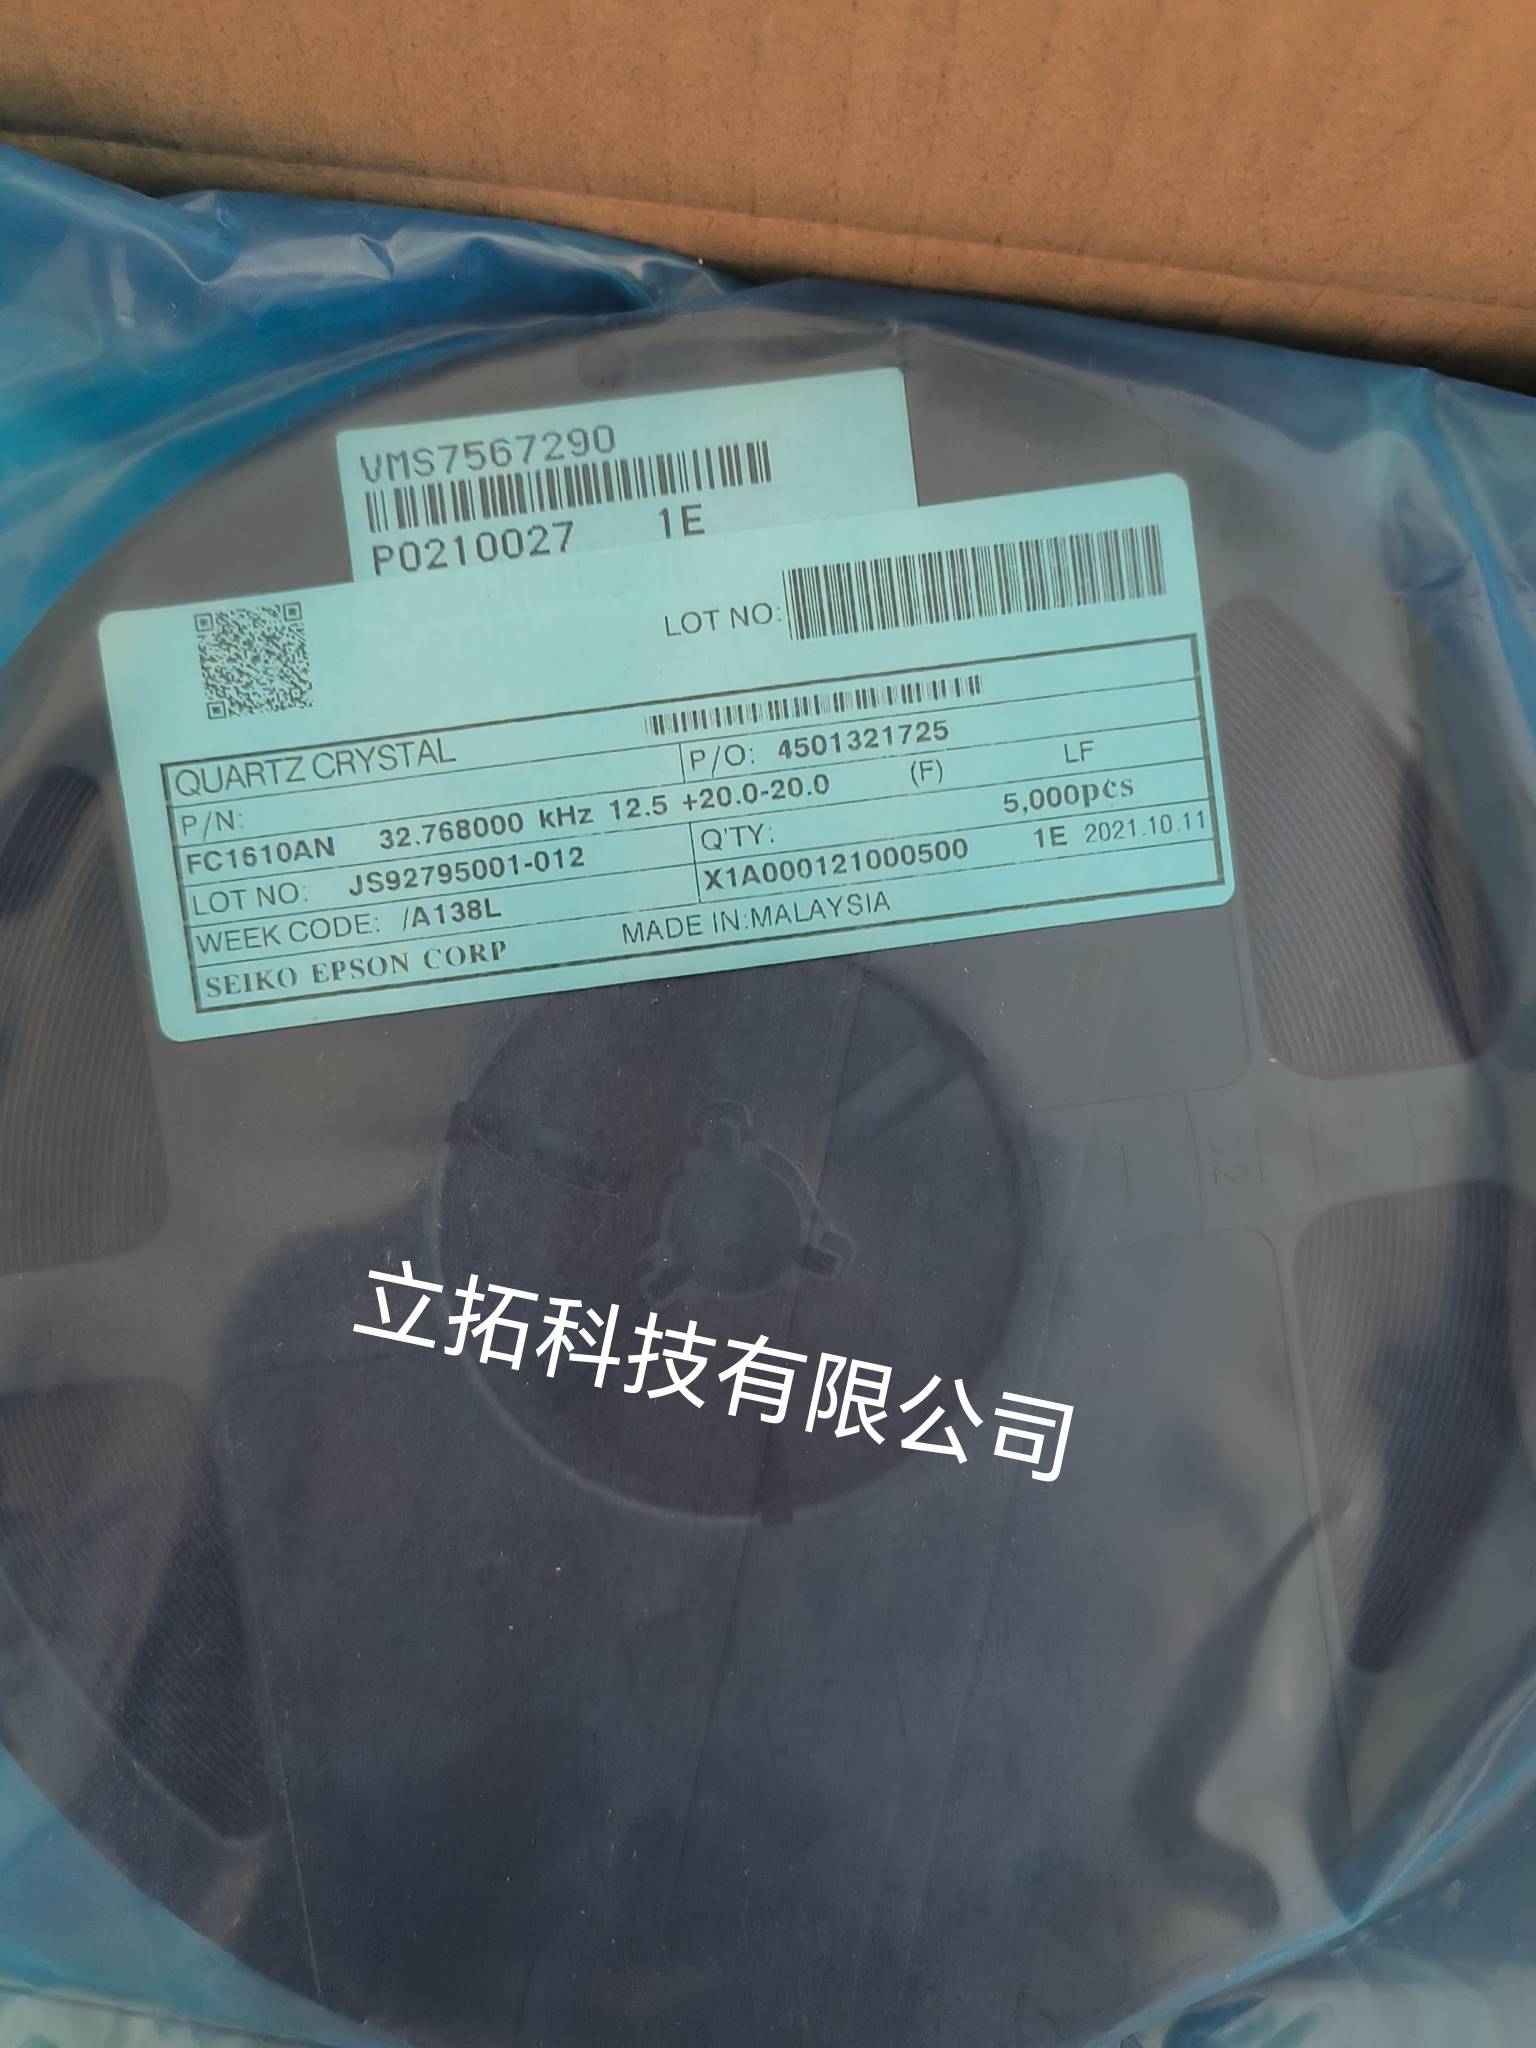 VMS7567290
P0210027 1E
LOT NO:
QUARTZ CRYSTAL
P/N: P/O: 4501321725
FC1610AN 32.768000 kHz 12.5 +20.0-20.0 (F) LF
LOT NO: JS92795001-012 Q'TY: 5,000pcs
WEEK CODE: /A138L X1A000121000500 1E 2021.10.11
SEIKO EPSON CORP MADE IN:MALAYSIA
立拓科技有限公司